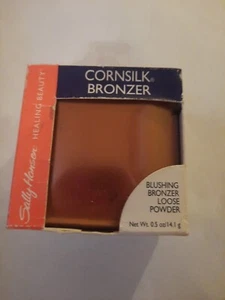 CORNSILK®
BRONZER
Sally Hansen HEALING BEAUTY
BLUSHING
BRONZER
LOOSE
POWDER
Net Wt. 0.5 oz/14.1 g